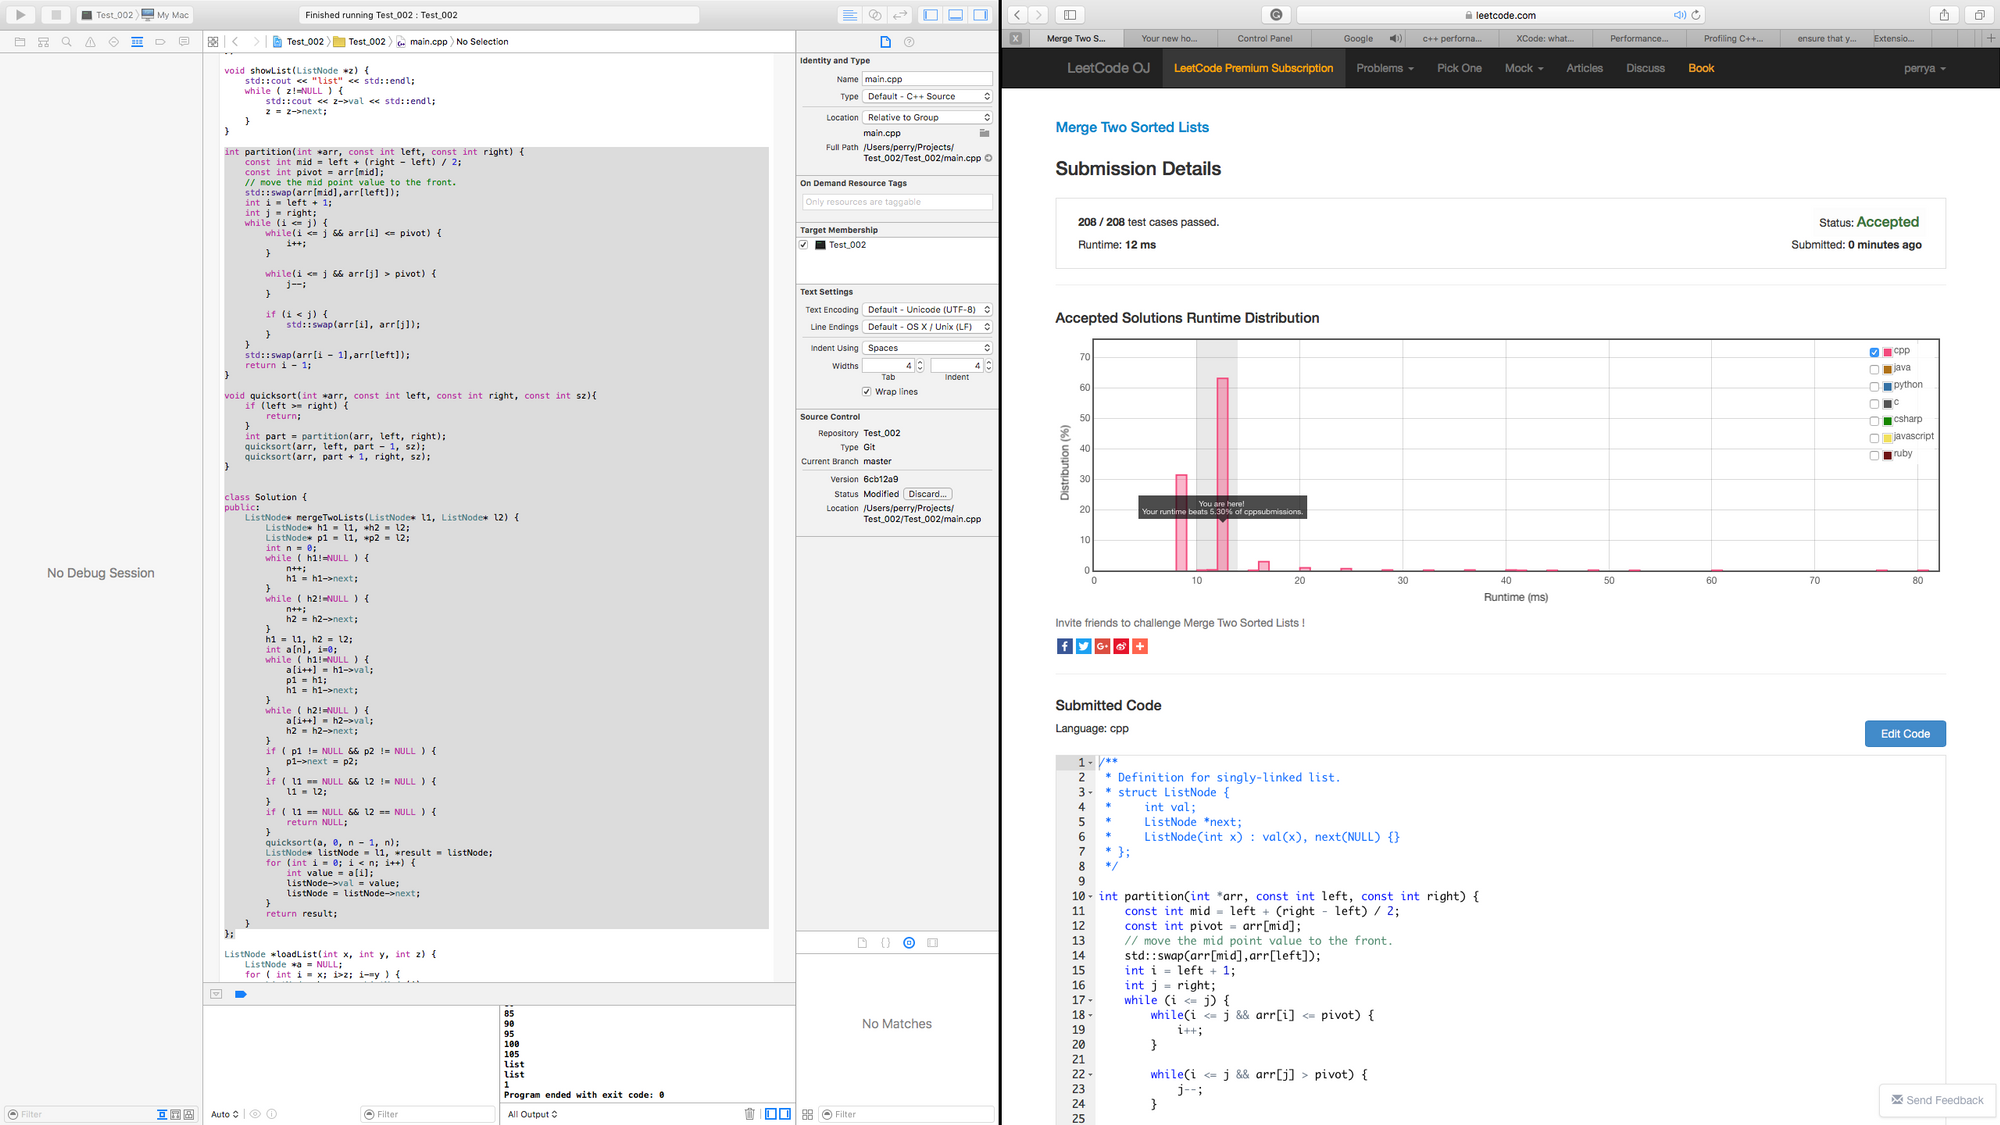 Test_002 〉 My Mac
Finished running Test_002 : Test_002
Test_002 〉 Test_002 〉 main.cpp 〉 No Selection
void showList(ListNode *z) {
    std::cout << "list" << std::endl;
    while ( z!=NULL ) {
        std::cout << z->val << std::endl;
        z = z->next;
    }
}
int partition(int *arr, const int left, const int right) {
    const int mid = left + (right - left) / 2;
    const int pivot = arr[mid];
    // move the mid point value to the front.
    std::swap(arr[mid],arr[left]);
    int i = left + 1;
    int j = right;
    while (i <= j) {
        while(i <= j && arr[i] <= pivot) {
            i++;
        }
        while(i <= j && arr[j] > pivot) {
            j--;
        }
        if (i < j) {
            std::swap(arr[i], arr[j]);
        }
    }
    std::swap(arr[i - 1],arr[left]);
    return i - 1;
}
void quicksort(int *arr, const int left, const int right, const int sz){
    if (left >= right) {
        return;
    }
    int part = partition(arr, left, right);
    quicksort(arr, left, part - 1, sz);
    quicksort(arr, part + 1, right, sz);
}
class Solution {
public:
    ListNode* mergeTwoLists(ListNode* l1, ListNode* l2) {
        ListNode* h1 = l1, *h2 = l2;
        ListNode* p1 = l1, *p2 = l2;
        int n = 0;
        while ( h1!=NULL ) {
            n++;
            h1 = h1->next;
        }
        while ( h2!=NULL ) {
            n++;
            h2 = h2->next;
        }
        h1 = l1, h2 = l2;
        int a[n], i=0;
        while ( h1!=NULL ) {
            a[i++] = h1->val;
            p1 = h1;
            h1 = h1->next;
        }
        while ( h2!=NULL ) {
            a[i++] = h2->val;
            h2 = h2->next;
        }
        if ( p1 != NULL && p2 != NULL ) {
            p1->next = p2;
        }
        if ( l1 == NULL && l2 != NULL ) {
            l1 = l2;
        }
        if ( l1 == NULL && l2 == NULL ) {
            return NULL;
        }
        quicksort(a, 0, n - 1, n);
        ListNode* listNode = l1, *result = listNode;
        for (int i = 0; i < n; i++) {
            int value = a[i];
            listNode->val = value;
            listNode = listNode->next;
        }
        return result;
    }
};
ListNode *loadList(int x, int y, int z) {
    ListNode *a = NULL;
    for ( int i = x; i>z; i-=y ) {
No Debug Session
Filter
Auto
Filter
85
90
95
100
105
list
list
1
Program ended with exit code: 0
All Output
Identity and Type
Name main.cpp
Type Default - C++ Source
Location Relative to Group
main.cpp
Full Path /Users/perry/Projects/
Test_002/Test_002/main.cpp
On Demand Resource Tags
Only resources are taggable
Target Membership
Test_002
Text Settings
Text Encoding Default - Unicode (UTF-8)
Line Endings Default - OS X / Unix (LF)
Indent Using Spaces
Widths 4 4
Tab Indent
Wrap lines
Source Control
Repository Test_002
Type Git
Current Branch master
Version 6cb12a9
Status Modified Discard...
Location /Users/perry/Projects/
Test_002/Test_002/main.cpp
No Matches
Filter
leetcode.com
Merge Two S... Your new ho... Control Panel Google c++ perforna... XCode: what... Performance... Profiling C++... ensure that y... Extensio...
LeetCode OJ LeetCode Premium Subscription Problems Pick One Mock Articles Discuss Book perrya
Merge Two Sorted Lists
Submission Details
208 / 208 test cases passed. Status: Accepted
Runtime: 12 ms Submitted: 0 minutes ago
Accepted Solutions Runtime Distribution
Distribution (%)
70
60
50
40
30
20
10
0
cpp
java
python
c
csharp
javascript
ruby
You are here!
Your runtime beats 5.30% of cppsubmissions.
0 10 20 30 40 50 60 70 80
Runtime (ms)
Invite friends to challenge Merge Two Sorted Lists !
Submitted Code
Language: cpp
Edit Code
1 /**
2  * Definition for singly-linked list.
3  * struct ListNode {
4  *     int val;
5  *     ListNode *next;
6  *     ListNode(int x) : val(x), next(NULL) {}
7  * };
8  */
9
10 int partition(int *arr, const int left, const int right) {
11     const int mid = left + (right - left) / 2;
12     const int pivot = arr[mid];
13     // move the mid point value to the front.
14     std::swap(arr[mid],arr[left]);
15     int i = left + 1;
16     int j = right;
17     while (i <= j) {
18         while(i <= j && arr[i] <= pivot) {
19             i++;
20         }
21
22         while(i <= j && arr[j] > pivot) {
23             j--;
24         }
25
Send Feedback